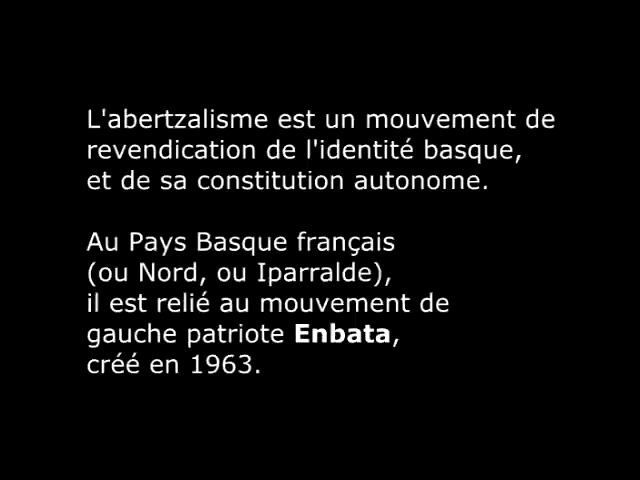 L'abertzalisme est un mouvement de
revendication de l'identité basque,
et de sa constitution autonome.
Au Pays Basque français
(ou Nord, ou Iparralde),
il est relié au mouvement de
gauche patriote Enbata,
créé en 1963.